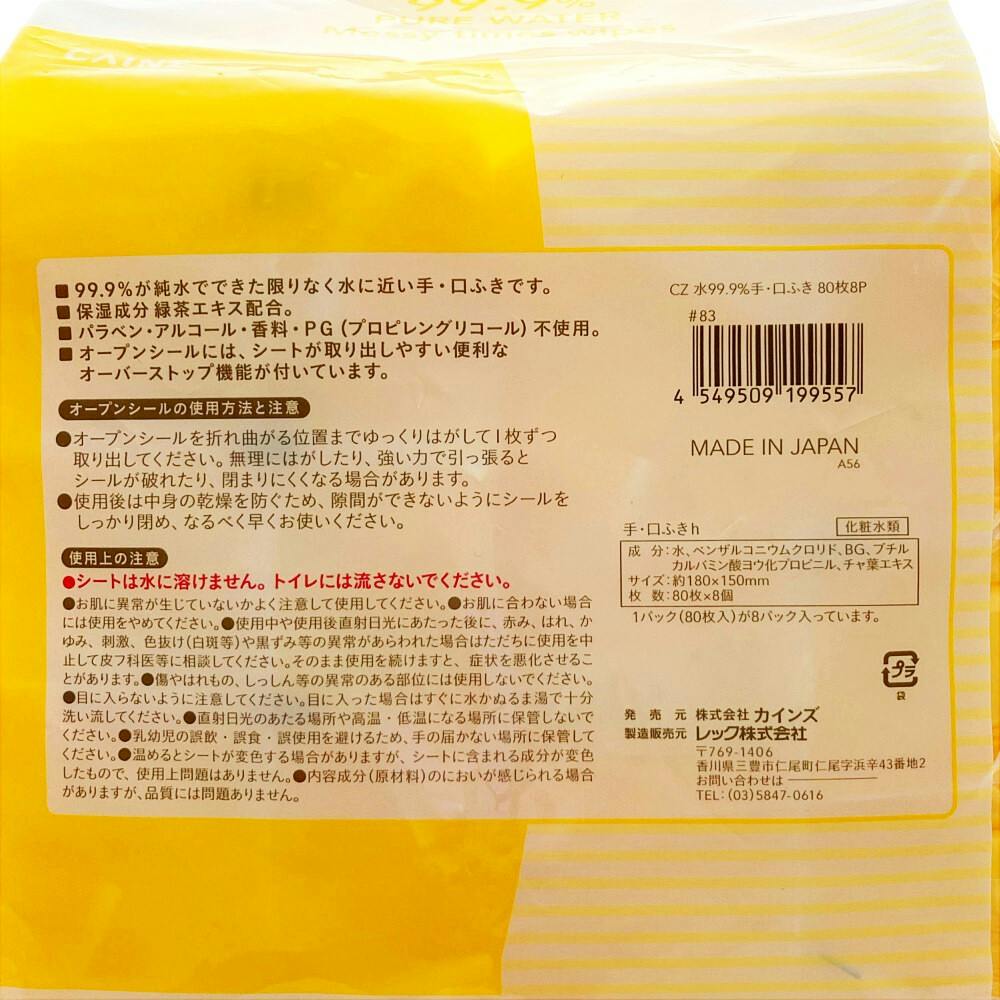 99.9%
PURE WATER
Messy times wipes
CAINZ
■ 99.9%が純水でできた限りなく水に近い手・口ふきです。
■ 保湿成分 緑茶エキス配合。
■ パラベン・アルコール・香料・PG(プロピレングリコール)不使用。
■ オープンシールには、シートが取り出しやすい便利な
オーバーストップ機能が付いています。
オープンシールの使用方法と注意
●オープンシールを折れ曲がる位置までゆっくりはがして1枚ずつ
取り出してください。無理にはがしたり、強い力で引っ張ると
シールが破れたり、閉まりにくくなる場合があります。
●使用後は中身の乾燥を防ぐため、隙間ができないようにシールを
しっかり閉め、なるべく早くお使いください。
使用上の注意
●シートは水に溶けません。トイレには流さないでください。
●お肌に異常が生じていないかよく注意して使用してください。●お肌に合わない場合
には使用をやめてください。●使用中や使用後直射日光にあたった後に、赤み、はれ、か
ゆみ、刺激、色抜け(白斑等)や黒ずみ等の異常があらわれた場合はただちに使用を中
止して皮フ科医等に相談してください。そのまま使用を続けますと、症状を悪化させるこ
とがあります。●傷やはれもの、しっしん等の異常のある部位には使用しないでください。
●目に入らないように注意してください。目に入った場合はすぐに水かぬるま湯で十分
洗い流してください。●直射日光のあたる場所や高温・低温になる場所に保管しないで
ください。●乳幼児の誤飲・誤食・誤使用を避けるため、手の届かない場所に保管して
ください。●温めるとシートが変色する場合がありますが、シートに含まれる成分が変色
したもので、使用上問題はありません。●内容成分(原材料)のにおいが感じられる場合
がありますが、品質には問題ありません。
CZ 水99.9%手・口ふき 80枚8P
#83
4 549509 199557
MADE IN JAPAN
A56
手・口ふきh 化粧水類
成 分:水、ベンザルコニウムクロリド、BG、ブチル
カルバミン酸ヨウ化プロピニル、チャ葉エキス
サイズ:約180×150mm
枚 数:80枚×8個
1パック(80枚入)が8パック入っています。
プラ
袋
発 売 元 株式会社 カインズ
製造販売元 レック株式会社
〒769-1406
香川県三豊市仁尾町仁尾字浜辛43番地2
お問い合わせは
TEL:(03)5847-0616